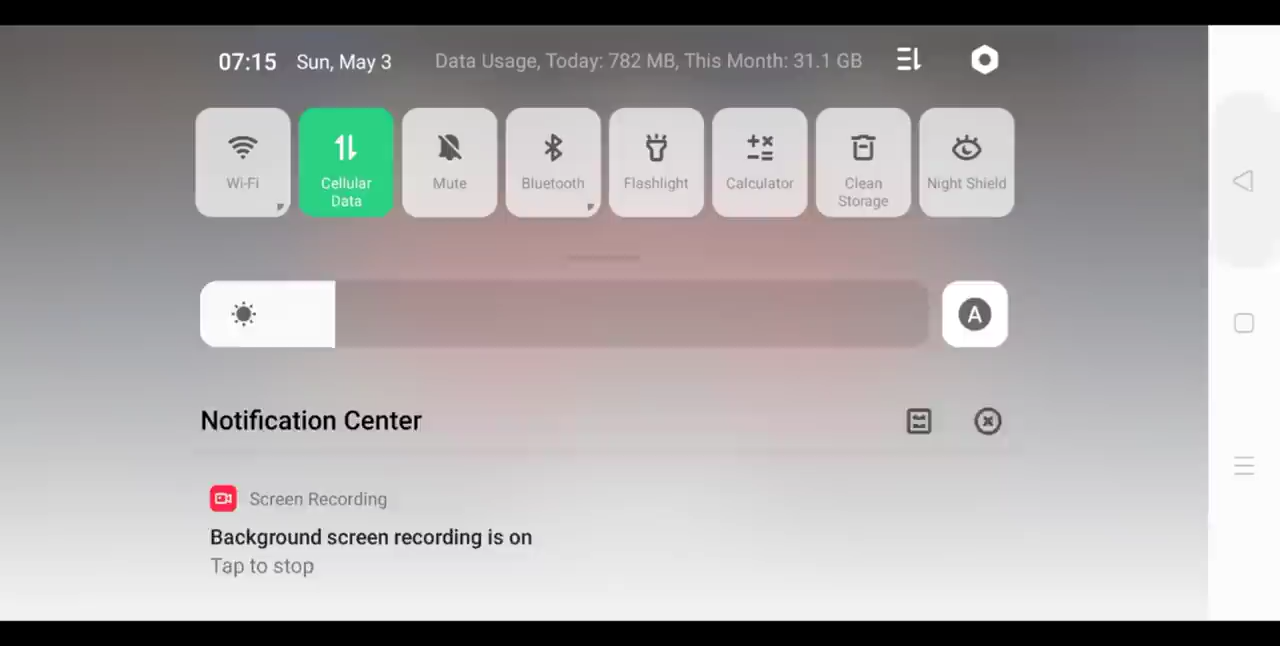 07:15 Sun, May 3 Data Usage, Today: 782 MB, This Month: 31.1 GB
Wi-Fi
Cellular
Data
Mute
Bluetooth
Flashlight
Calculator
Clean
Storage
Night Shield
A
Notification Center
Screen Recording
Background screen recording is on
Tap to stop